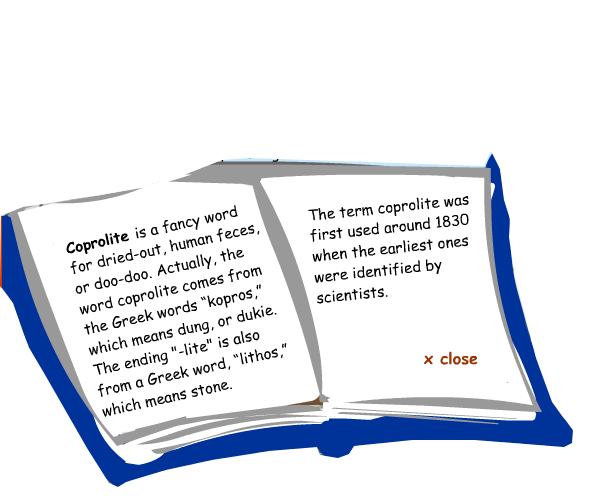 Coprolite is a fancy word
for dried-out, human feces,
or doo-doo. Actually, the
word coprolite comes from
the Greek words “kopros,”
which means dung, or dukie.
The ending "-lite" is also
from a Greek word, “lithos,”
which means stone.
The term coprolite was
first used around 1830
when the earliest ones
were identified by
scientists.
x close